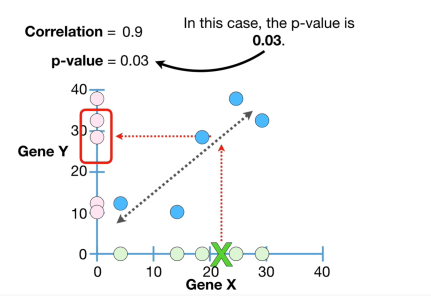 In this case, the p-value is
0.03.
Correlation = 0.9
p-value = 0.03
40
30
20
10
0
Gene Y
0 10 20 30 40
Gene X
X